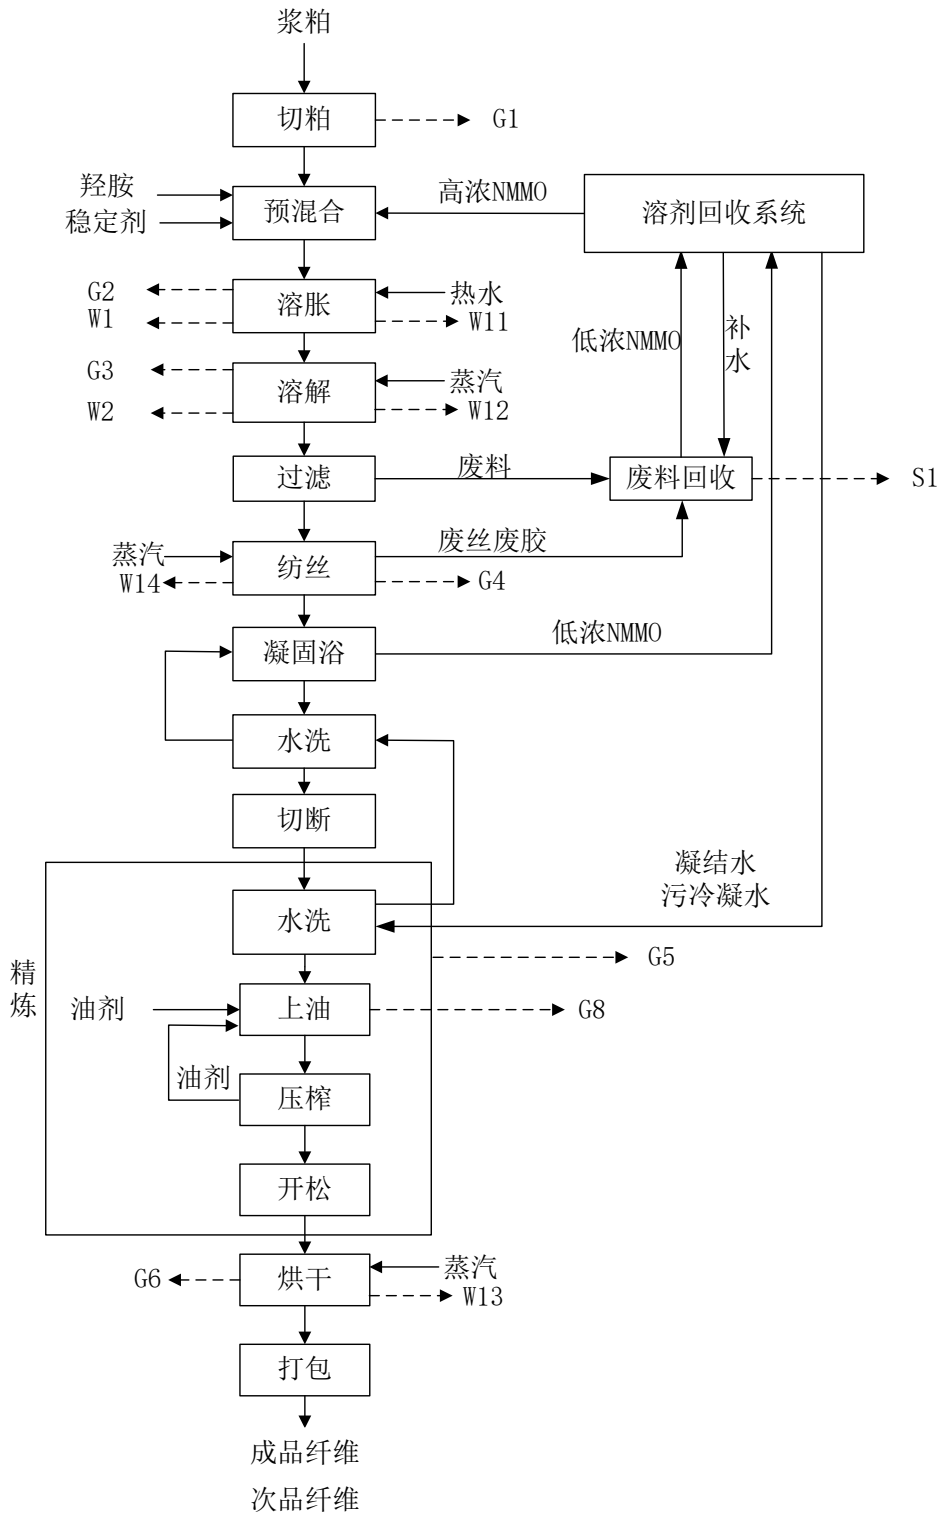 浆粕
切粕
G1
羟胺
稳定剂
预混合
高浓NMMO
溶剂回收系统
G2
W1
溶胀
热水
W11
低浓NMMO
补水
G3
W2
溶解
蒸汽
W12
过滤
废料
废料回收
S1
蒸汽
W14
纺丝
废丝废胶
G4
凝固浴
低浓NMMO
水洗
切断
凝结水
污冷凝水
水洗
G5
精炼
油剂
上油
G8
油剂
压榨
开松
G6
烘干
蒸汽
W13
打包
成品纤维
次品纤维